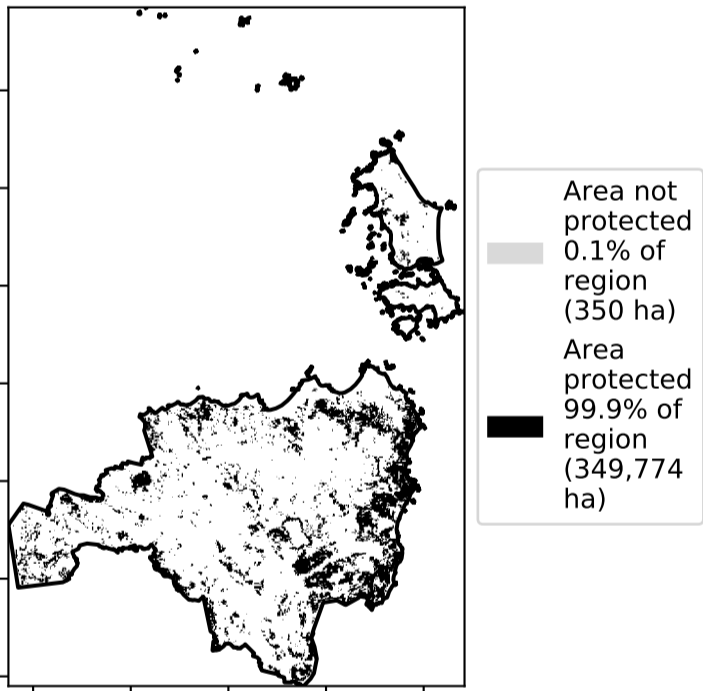 Area not
protected
0.1% of
region
(350 ha)
Area
protected
99.9% of
region
(349,774
ha)